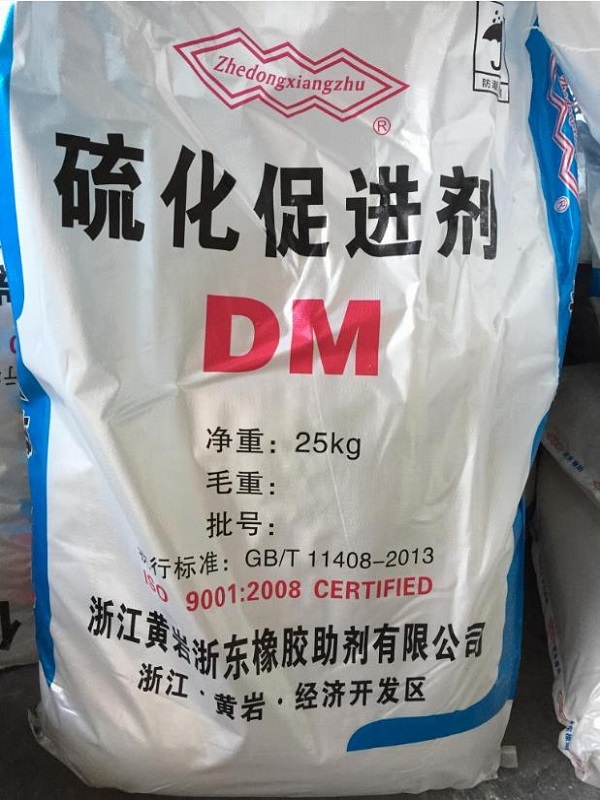 Zhedongxiangzhu
®
硫化促进剂
DM
净重：25kg
毛重：
批号：
行标准：GB/T 11408-2013
ISO 9001:2008 CERTIFIED
浙江黄岩浙东橡胶助剂有限公司
浙江·黄岩·经济开发区